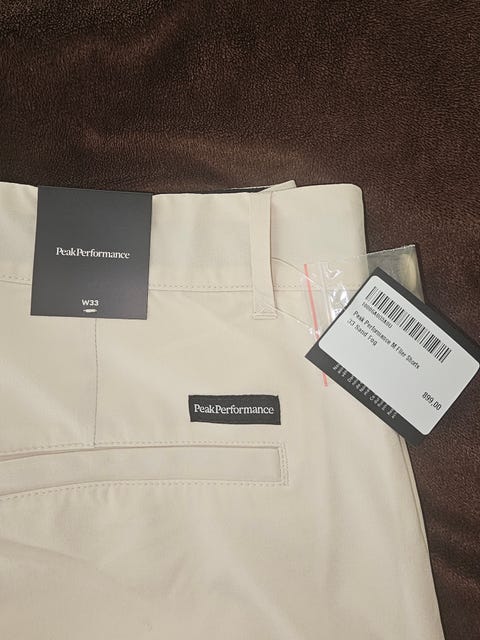 PeakPerformance
W33
PeakPerformance
Peak Performance M Flier Shorts
33 Sand Fog
899,00